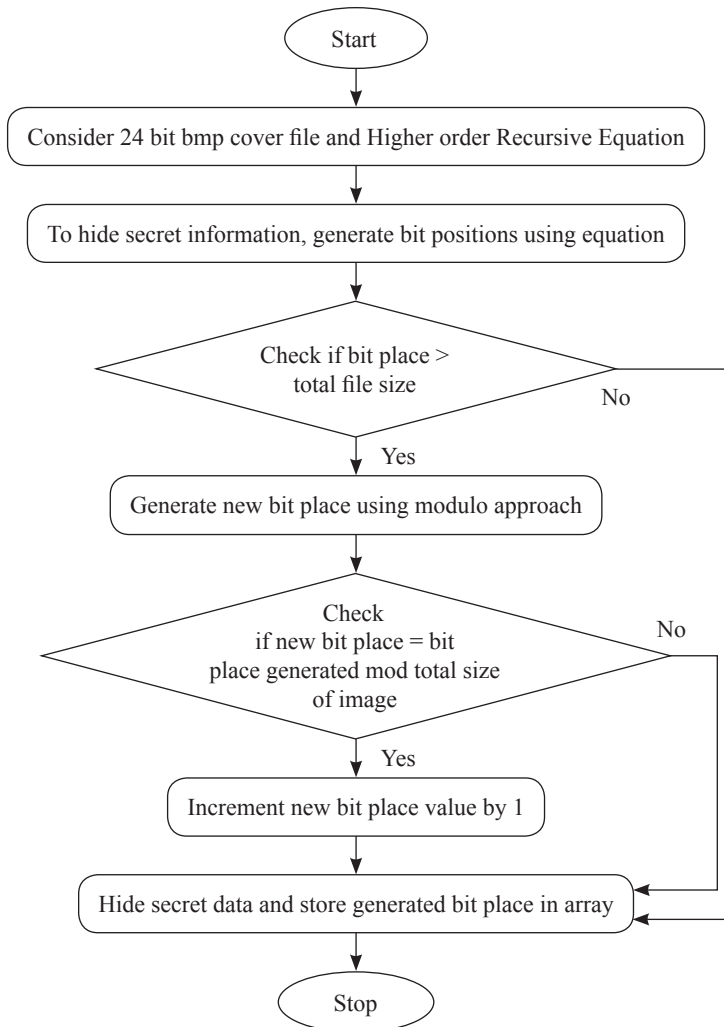 Start
Consider 24 bit bmp cover file and Higher order Recursive Equation
To hide secret information, generate bit positions using equation
Check if bit place >
total file size
No
Yes
Generate new bit place using modulo approach
Check
if new bit place = bit
place generated mod total size
of image
No
Yes
Increment new bit place value by 1
Hide secret data and store generated bit place in array
Stop